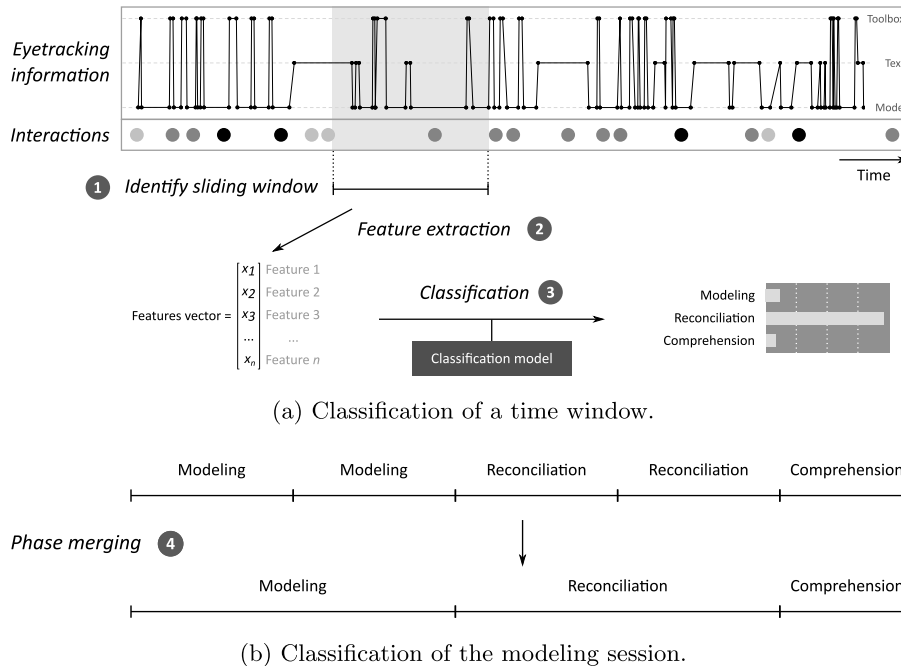 Toolbox
Eyetracking
information
Tex
Mode
Interactions
Time
1 Identify sliding window
Feature extraction 2
Features vector =
x1 Feature 1
x2 Feature 2
x3 Feature 3
... ...
xn Feature n
Classification 3
Classification model
Modeling
Reconciliation
Comprehension
(a) Classification of a time window.
Modeling Modeling Reconciliation Reconciliation Comprehension
Phase merging 4
Modeling Reconciliation Comprehension
(b) Classification of the modeling session.